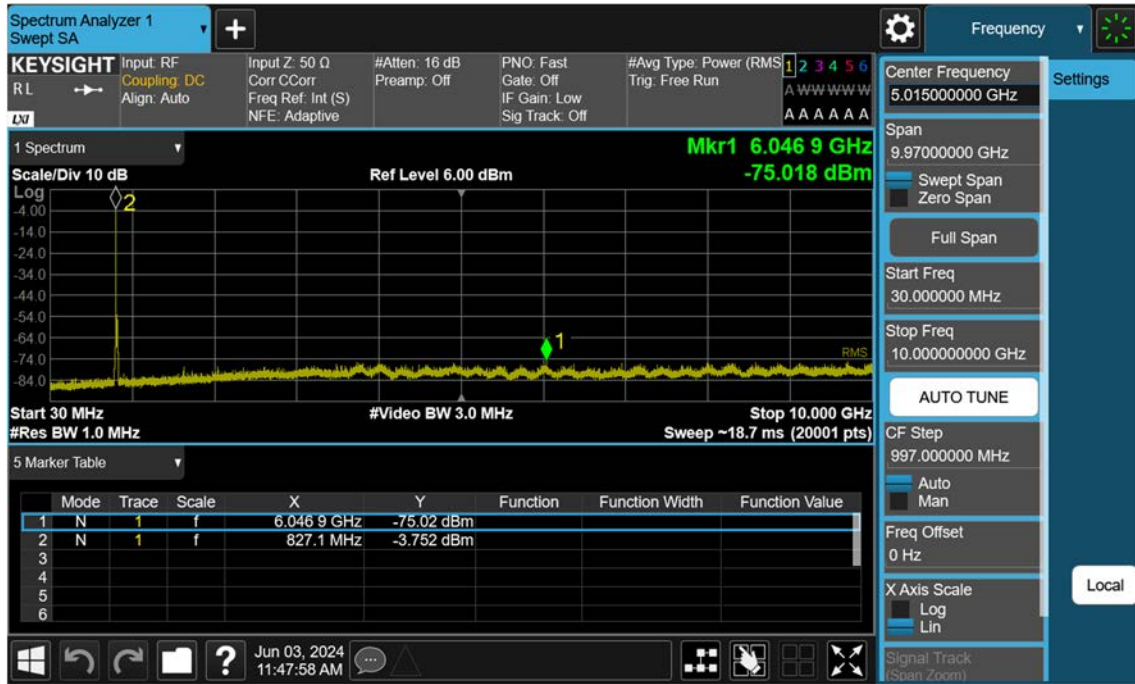 Spectrum Analyzer 1
Swept SA
+
Frequency
KEYSIGHT
RL
LXI
Input: RF
Coupling: DC
Align: Auto
Input Z: 50 Ω
Corr CCorr
Freq Ref: Int (S)
NFE: Adaptive
#Atten: 16 dB
Preamp: Off
PNO: Fast
Gate: Off
IF Gain: Low
Sig Track: Off
#Avg Type: Power (RMS
Trig: Free Run
1 2 3 4 5 6
A W W W W W
A A A A A A
1 Spectrum
Mkr1 6.046 9 GHz
-75.018 dBm
Scale/Div 10 dB
Ref Level 6.00 dBm
Log
-4.00
-14.0
-24.0
-34.0
-44.0
-54.0
-64.0
-74.0
-84.0
2
1
RMS
Start 30 MHz
#Video BW 3.0 MHz
Stop 10.000 GHz
#Res BW 1.0 MHz
Sweep ~18.7 ms (20001 pts)
5 Marker Table
Mode Trace Scale X Y Function Function Width Function Value
1 N 1 f 6.046 9 GHz -75.02 dBm
2 N 1 f 827.1 MHz -3.752 dBm
3
4
5
6
?
Jun 03, 2024
11:47:58 AM
Center Frequency
5.015000000 GHz
Settings
Span
9.97000000 GHz
Swept Span
Zero Span
Full Span
Start Freq
30.000000 MHz
Stop Freq
10.000000000 GHz
AUTO TUNE
CF Step
997.000000 MHz
Auto
Man
Freq Offset
0 Hz
X Axis Scale
Log
Lin
Local
Signal Track
(Span Zoom)